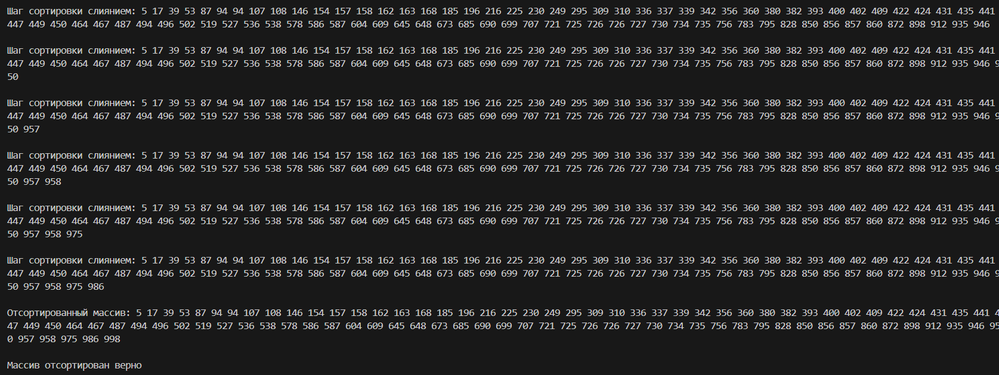 Шаг сортировки слиянием: 5 17 39 53 87 94 94 107 108 146 154 157 158 162 163 168 185 196 216 225 230 249 295 309 310 336 337 339 342 356 360 380 382 393 400 402 409 422 424 431 435 441
447 449 450 464 467 487 494 496 502 519 527 536 538 578 586 587 604 609 645 648 673 685 690 699 707 721 725 726 726 727 730 734 735 756 783 795 828 850 856 857 860 872 898 912 935 946
Шаг сортировки слиянием: 5 17 39 53 87 94 94 107 108 146 154 157 158 162 163 168 185 196 216 225 230 249 295 309 310 336 337 339 342 356 360 380 382 393 400 402 409 422 424 431 435 441
447 449 450 464 467 487 494 496 502 519 527 536 538 578 586 587 604 609 645 648 673 685 690 699 707 721 725 726 726 727 730 734 735 756 783 795 828 850 856 857 860 872 898 912 935 946 9
50
Шаг сортировки слиянием: 5 17 39 53 87 94 94 107 108 146 154 157 158 162 163 168 185 196 216 225 230 249 295 309 310 336 337 339 342 356 360 380 382 393 400 402 409 422 424 431 435 441
447 449 450 464 467 487 494 496 502 519 527 536 538 578 586 587 604 609 645 648 673 685 690 699 707 721 725 726 726 727 730 734 735 756 783 795 828 850 856 857 860 872 898 912 935 946 9
50 957
Шаг сортировки слиянием: 5 17 39 53 87 94 94 107 108 146 154 157 158 162 163 168 185 196 216 225 230 249 295 309 310 336 337 339 342 356 360 380 382 393 400 402 409 422 424 431 435 441
447 449 450 464 467 487 494 496 502 519 527 536 538 578 586 587 604 609 645 648 673 685 690 699 707 721 725 726 726 727 730 734 735 756 783 795 828 850 856 857 860 872 898 912 935 946 9
50 957 958
Шаг сортировки слиянием: 5 17 39 53 87 94 94 107 108 146 154 157 158 162 163 168 185 196 216 225 230 249 295 309 310 336 337 339 342 356 360 380 382 393 400 402 409 422 424 431 435 441
447 449 450 464 467 487 494 496 502 519 527 536 538 578 586 587 604 609 645 648 673 685 690 699 707 721 725 726 726 727 730 734 735 756 783 795 828 850 856 857 860 872 898 912 935 946 9
50 957 958 975
Шаг сортировки слиянием: 5 17 39 53 87 94 94 107 108 146 154 157 158 162 163 168 185 196 216 225 230 249 295 309 310 336 337 339 342 356 360 380 382 393 400 402 409 422 424 431 435 441
447 449 450 464 467 487 494 496 502 519 527 536 538 578 586 587 604 609 645 648 673 685 690 699 707 721 725 726 726 727 730 734 735 756 783 795 828 850 856 857 860 872 898 912 935 946 9
50 957 958 975 986
Отсортированный массив: 5 17 39 53 87 94 94 107 108 146 154 157 158 162 163 168 185 196 216 225 230 249 295 309 310 336 337 339 342 356 360 380 382 393 400 402 409 422 424 431 435 441 4
47 449 450 464 467 487 494 496 502 519 527 536 538 578 586 587 604 609 645 648 673 685 690 699 707 721 725 726 726 727 730 734 735 756 783 795 828 850 856 857 860 872 898 912 935 946 95
0 957 958 975 986 998
Массив отсортирован верно